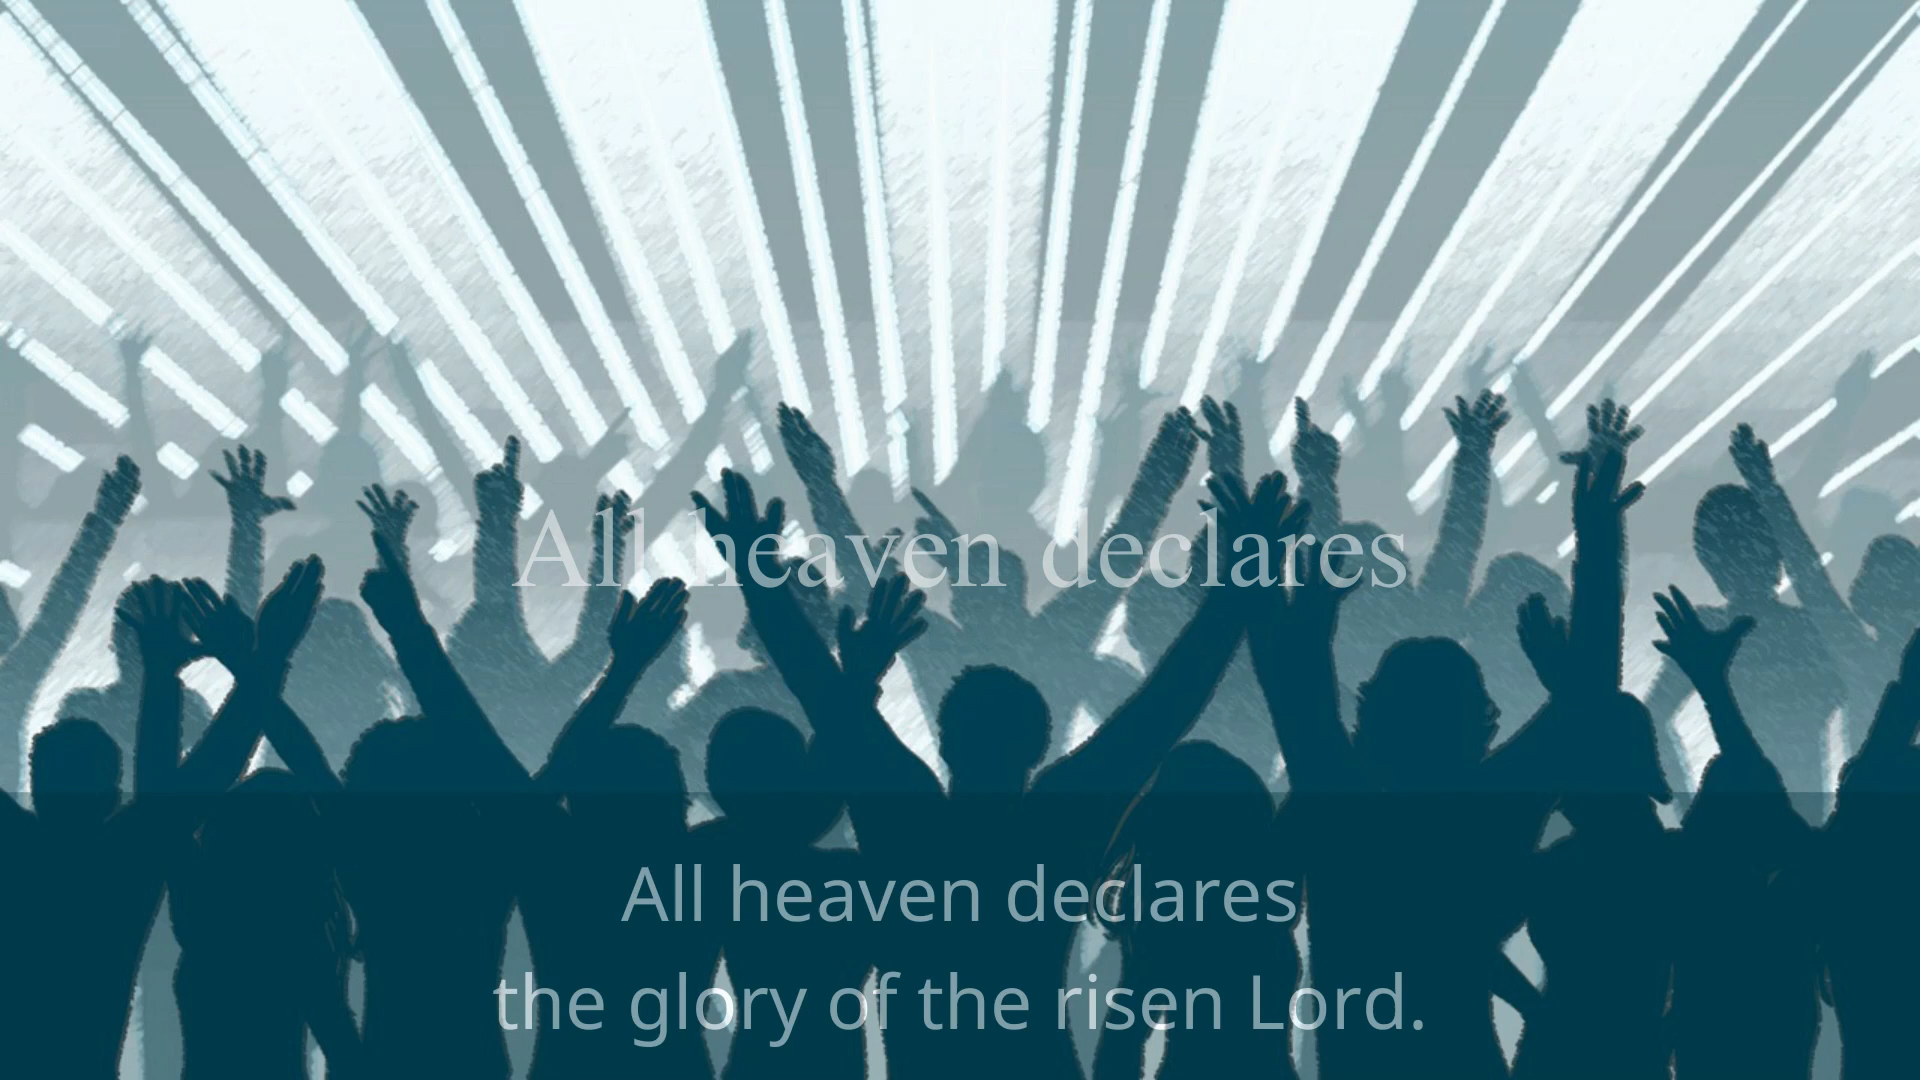 All heaven declares
All heaven declares
the glory of the risen Lord.